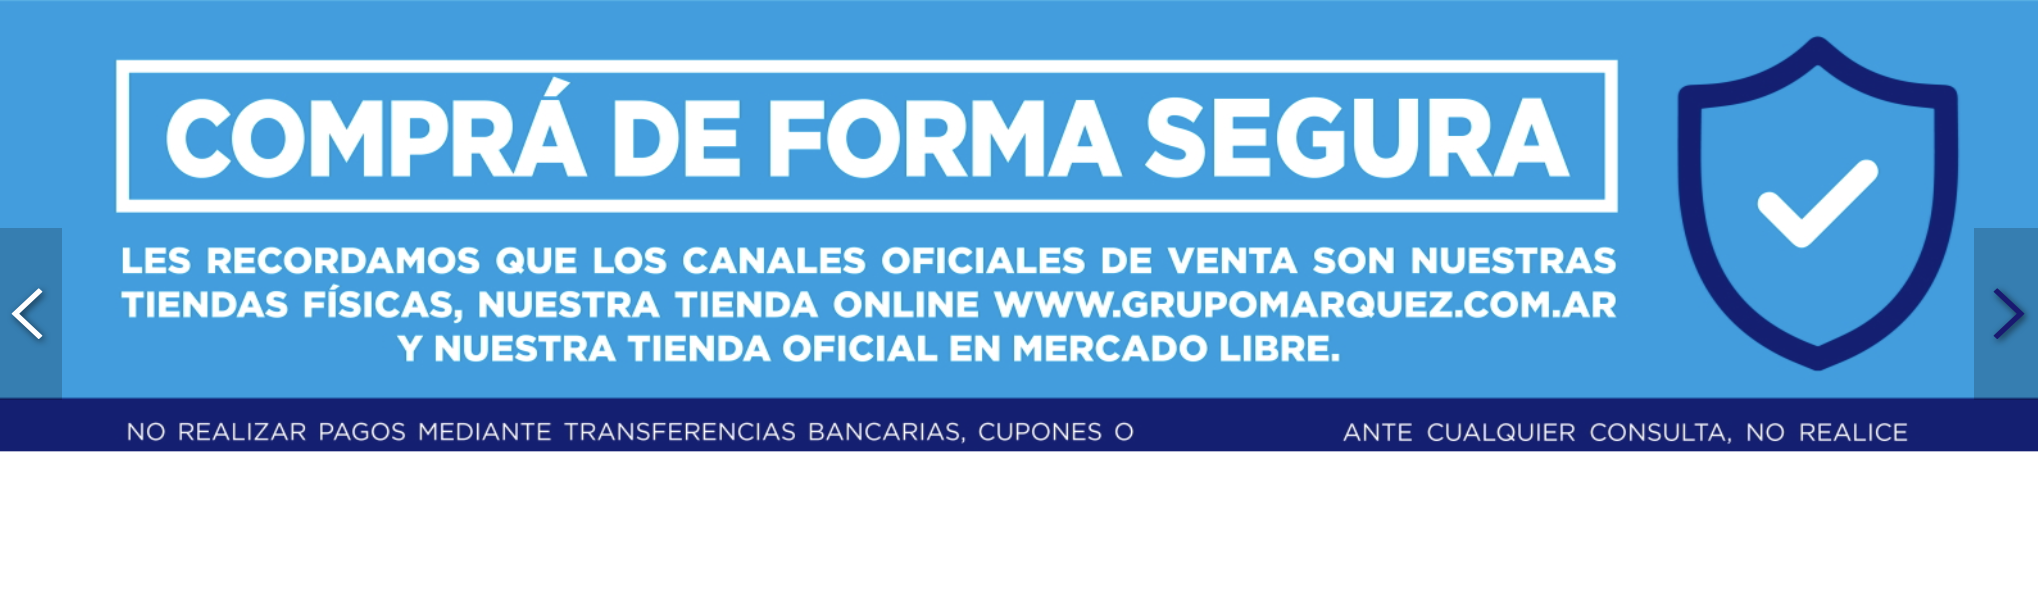 COMPRÁ DE FORMA SEGURA
LES RECORDAMOS QUE LOS CANALES OFICIALES DE VENTA SON NUESTRAS
TIENDAS FÍSICAS, NUESTRA TIENDA ONLINE WWW.GRUPOMARQUEZ.COM.AR
Y NUESTRA TIENDA OFICIAL EN MERCADO LIBRE.
NO REALIZAR PAGOS MEDIANTE TRANSFERENCIAS BANCARIAS, CUPONES O
ANTE CUALQUIER CONSULTA, NO REALICE